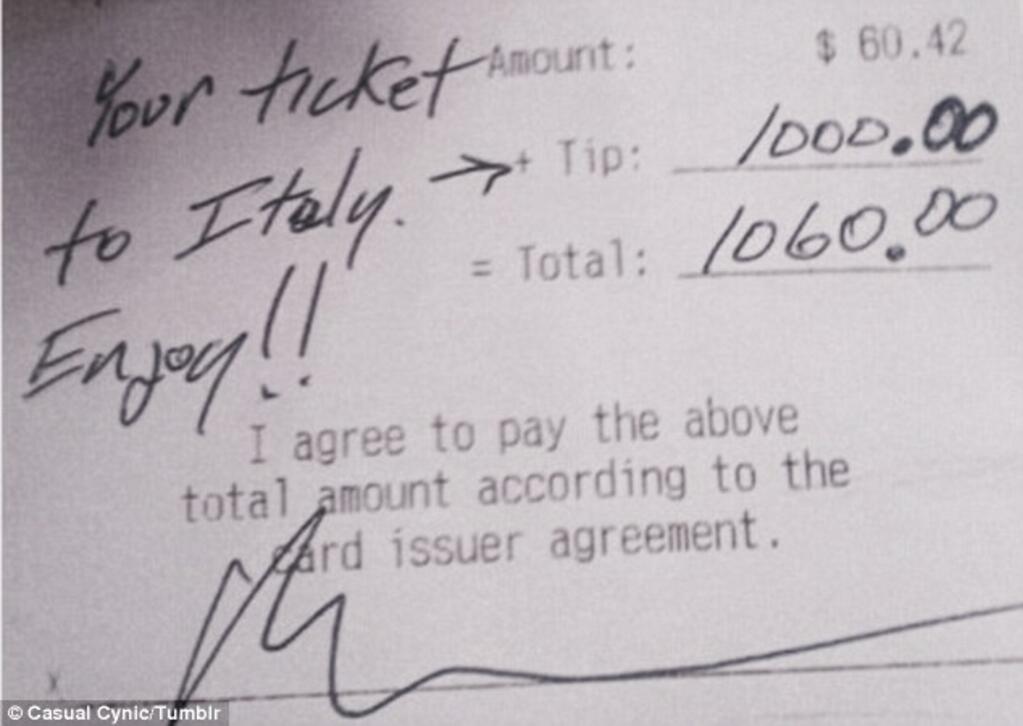 Your ticket
to Italy. →
Enjoy!!
Amount: $ 60.42
+ Tip: 1000.00
= Total: 1060.00
I agree to pay the above
total amount according to the
card issuer agreement.
x
© Casual Cynic/Tumblr